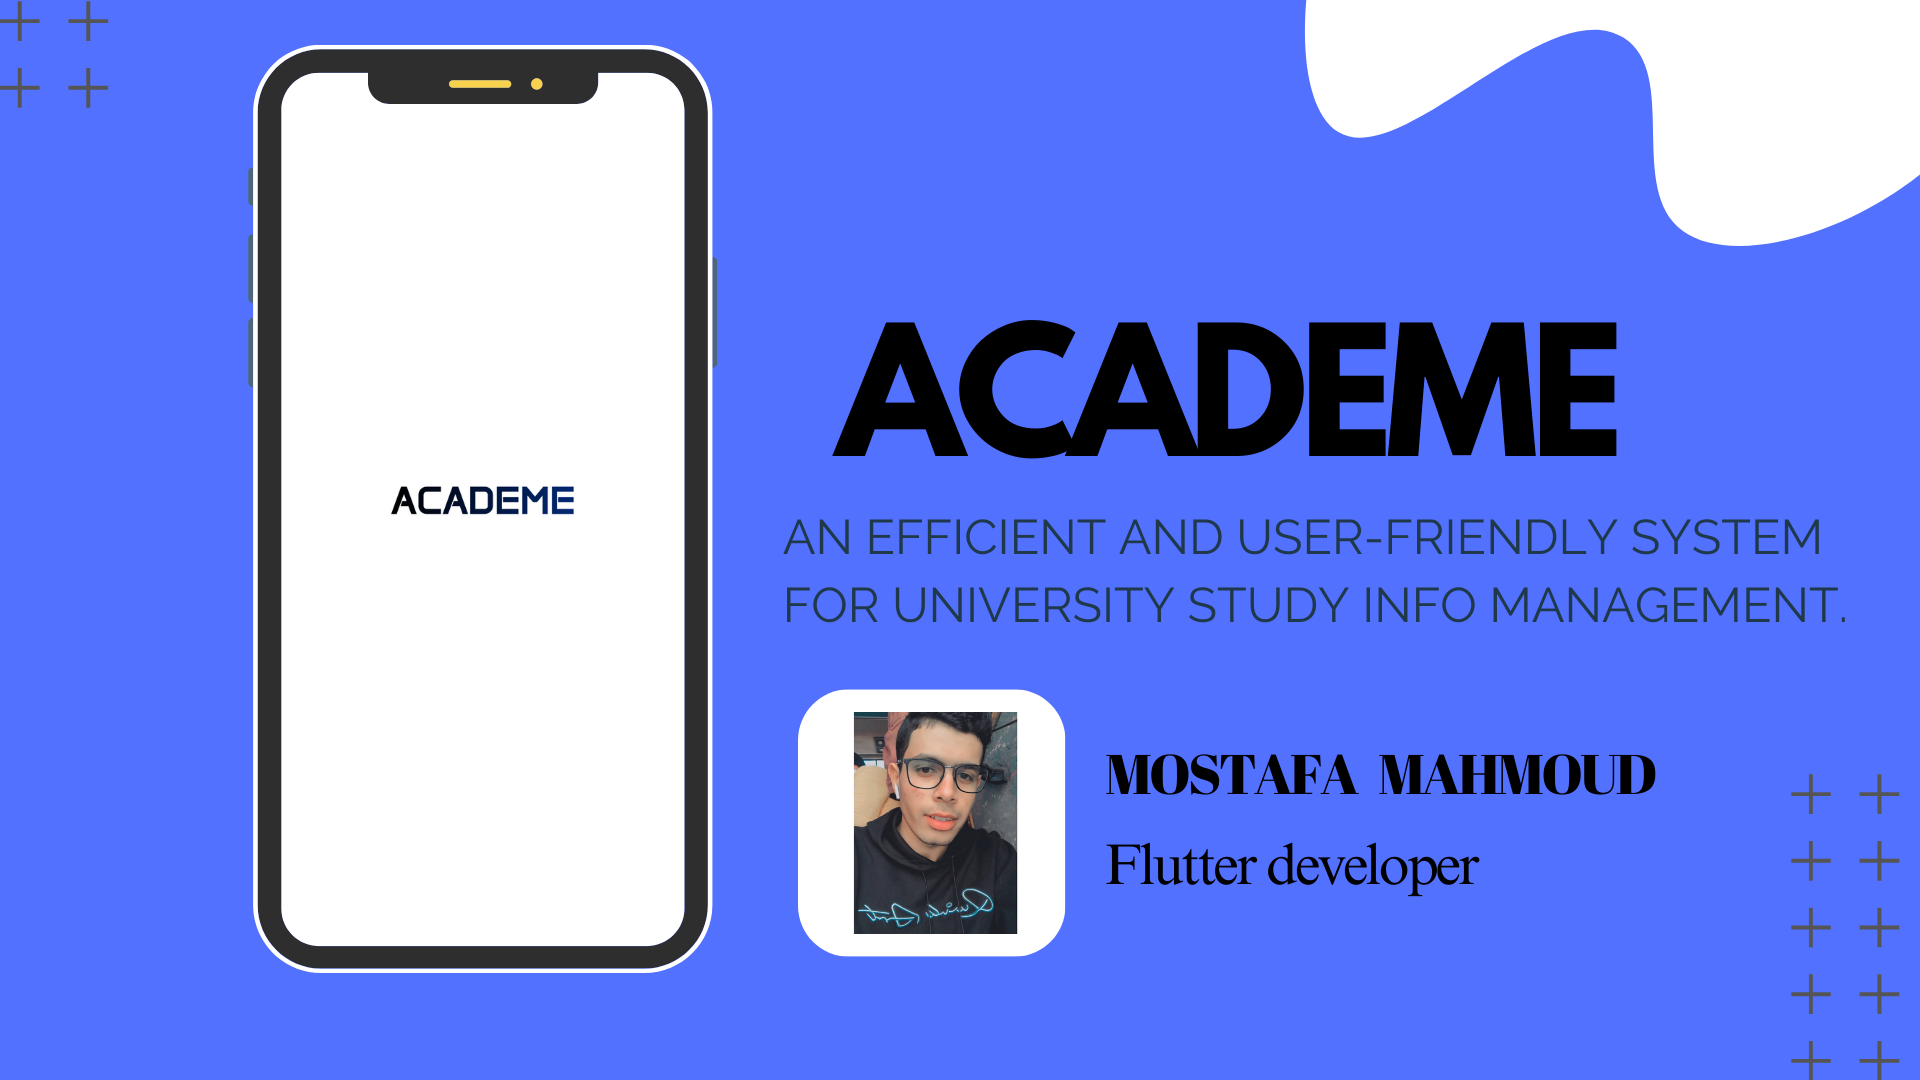 ACADEME
ACADEME
AN EFFICIENT AND USER-FRIENDLY SYSTEM
FOR UNIVERSITY STUDY INFO MANAGEMENT.
MOSTAFA MAHMOUD
Flutter developer